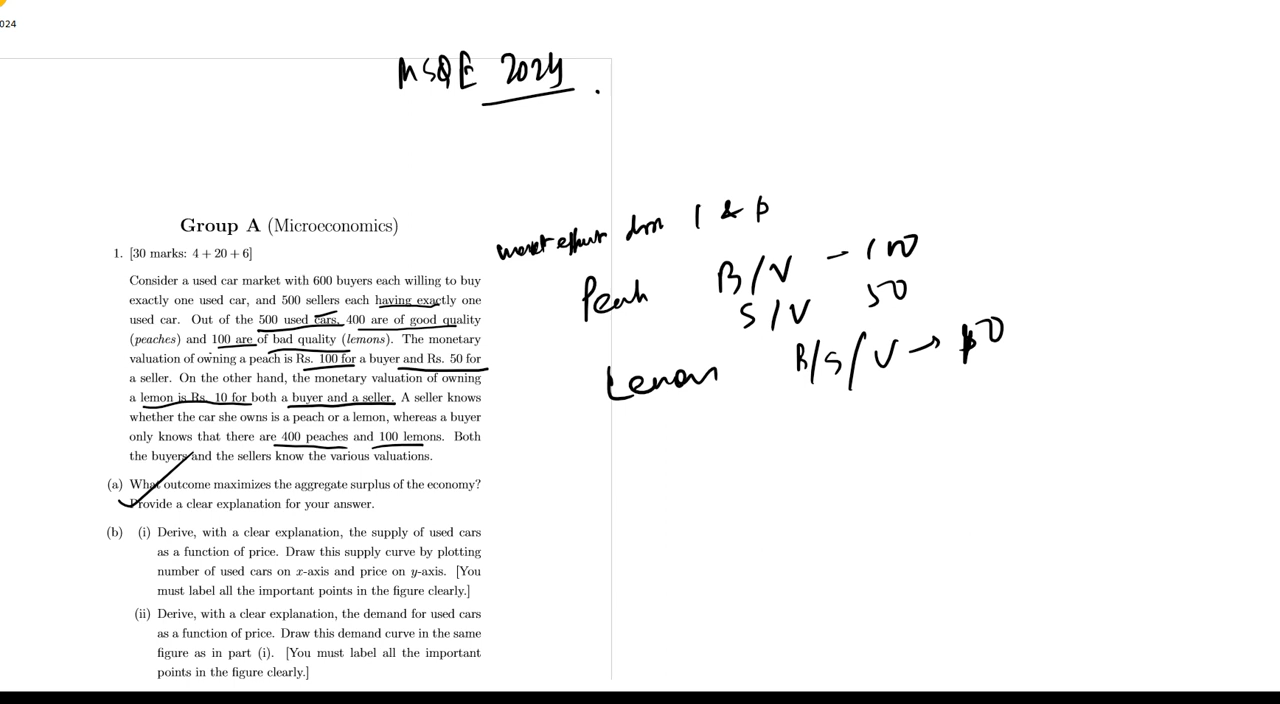 024
MSQE 2024.
Group A (Microeconomics)
1. [30 marks: 4 + 20 + 6]
Consider a used car market with 600 buyers each willing to buy
exactly one used car, and 500 sellers each having exactly one
used car. Out of the 500 used cars, 400 are of good quality
(peaches) and 100 are of bad quality (lemons). The monetary
valuation of owning a peach is Rs. 100 for a buyer and Rs. 50 for
a seller. On the other hand, the monetary valuation of owning
a lemon is Rs. 10 for both a buyer and a seller. A seller knows
whether the car she owns is a peach or a lemon, whereas a buyer
only knows that there are 400 peaches and 100 lemons. Both
the buyers and the sellers know the various valuations.
(a) What outcome maximizes the aggregate surplus of the economy?
Provide a clear explanation for your answer.
(b) (i) Derive, with a clear explanation, the supply of used cars
as a function of price. Draw this supply curve by plotting
number of used cars on x-axis and price on y-axis. [You
must label all the important points in the figure clearly.]
(ii) Derive, with a clear explanation, the demand for used cars
as a function of price. Draw this demand curve in the same
figure as in part (i). [You must label all the important
points in the figure clearly.]
l & p
Peach B/V - 100
S/V 50
Lemon B/S/V → 10